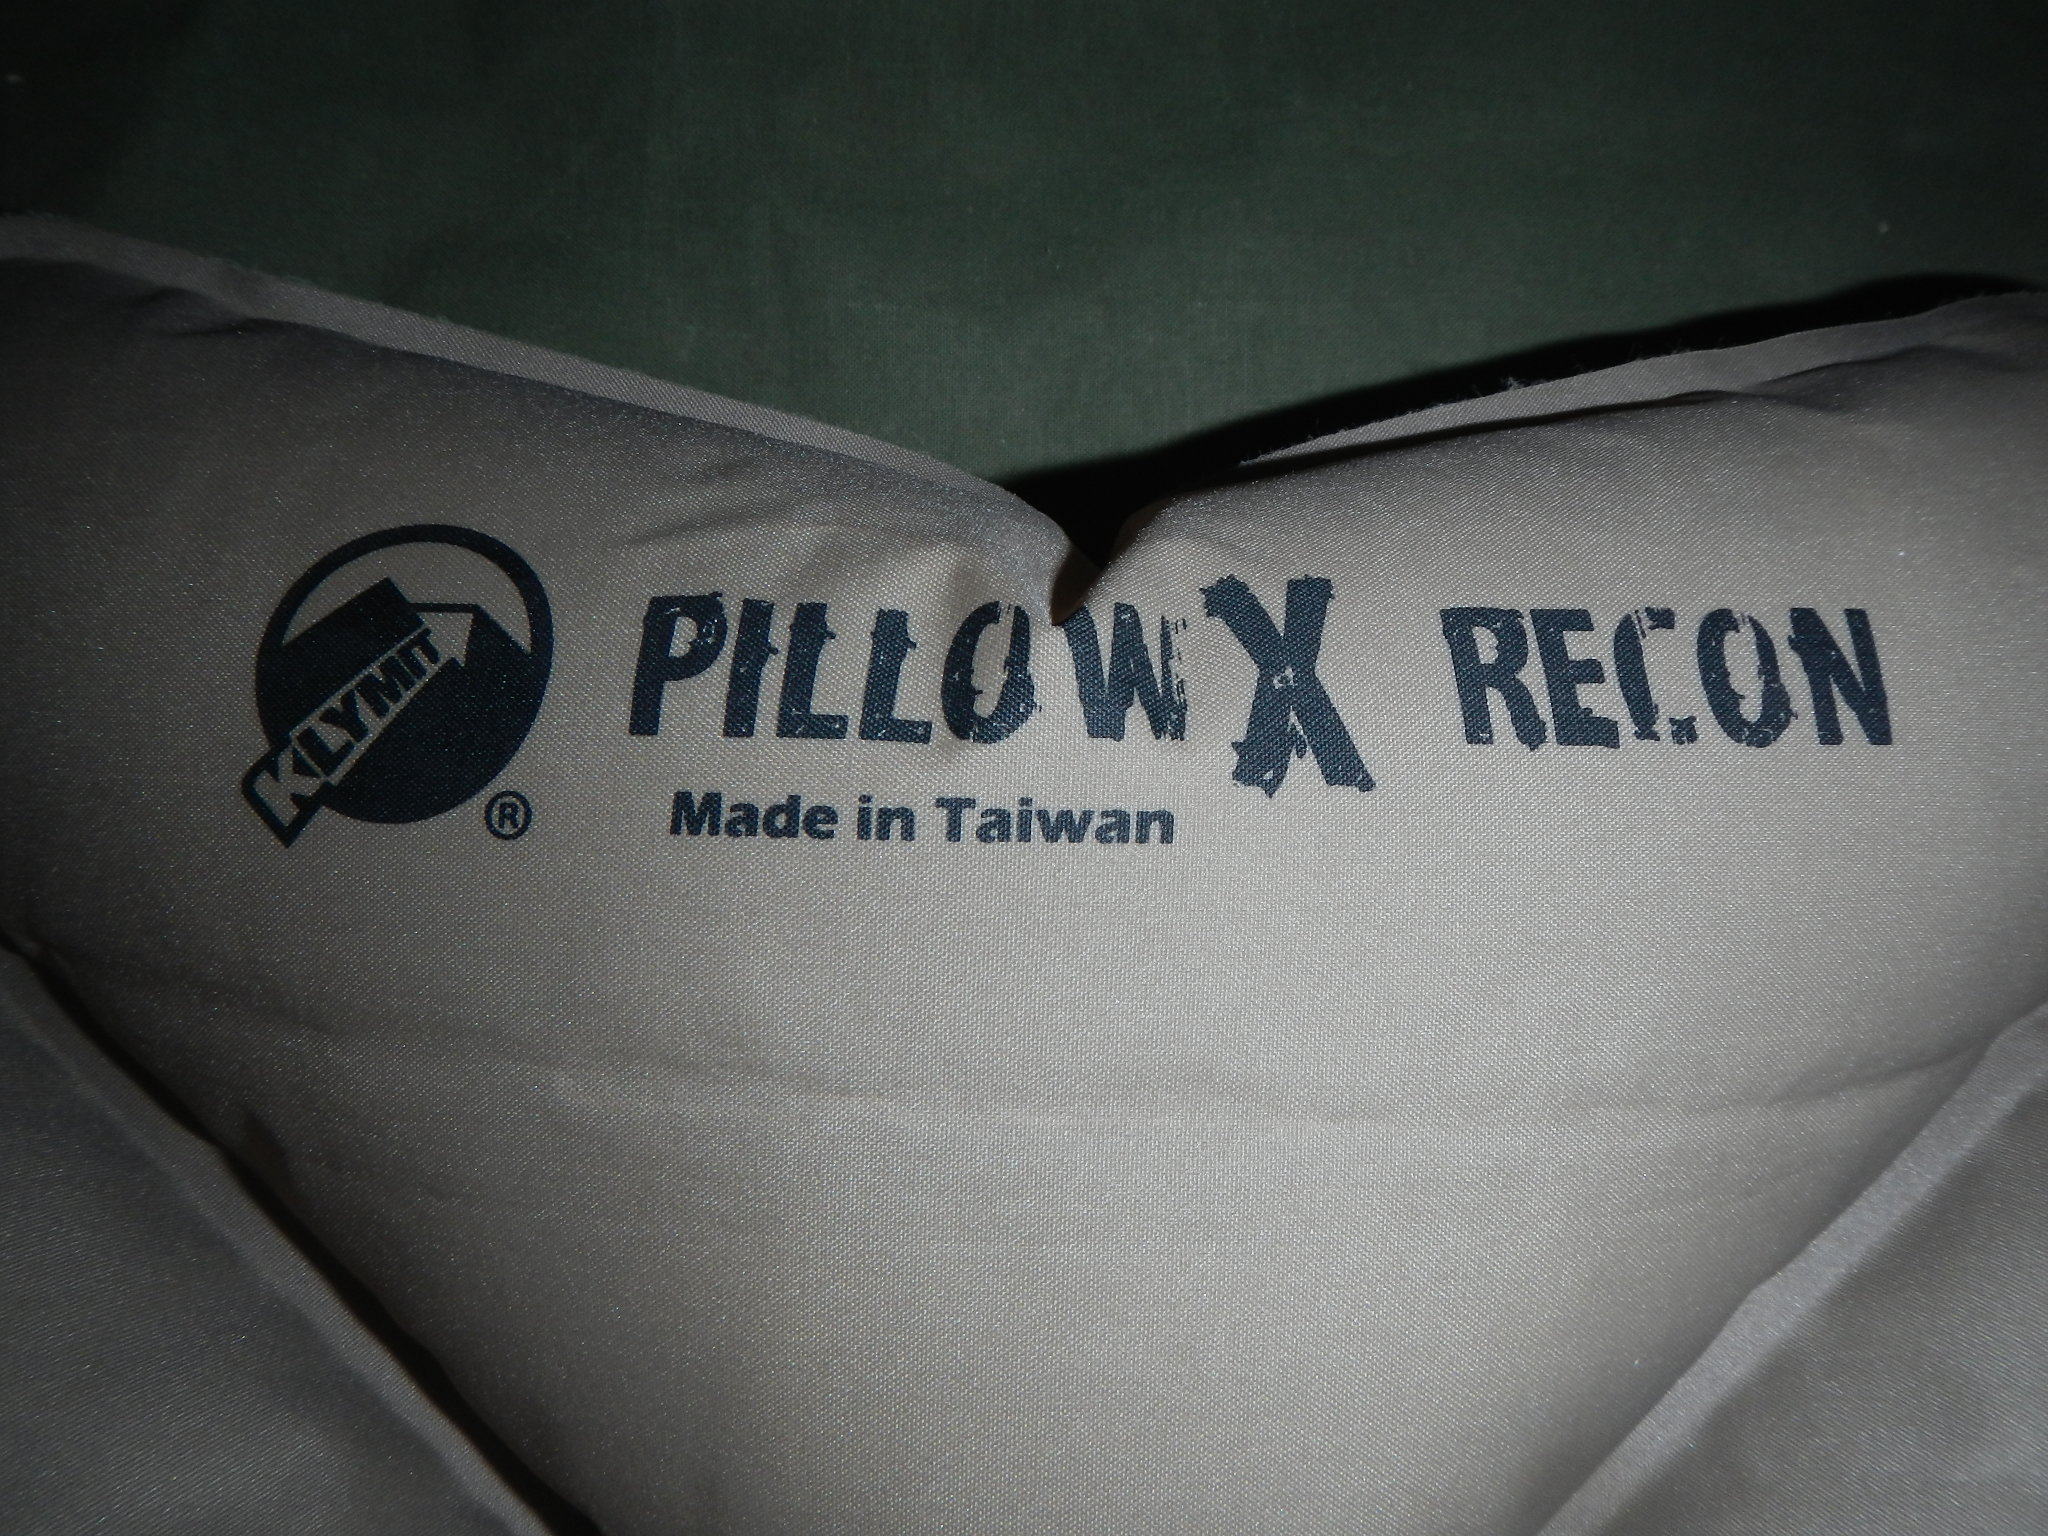 KLYMIT
®
PILLOW X RECON
Made in Taiwan